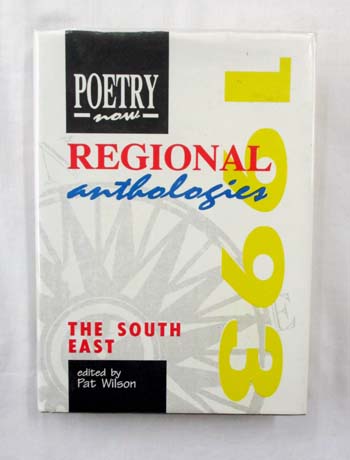 POETRY
now
REGIONAL
anthologies
1993
THE SOUTH
EAST
edited by
Pat Wilson
E